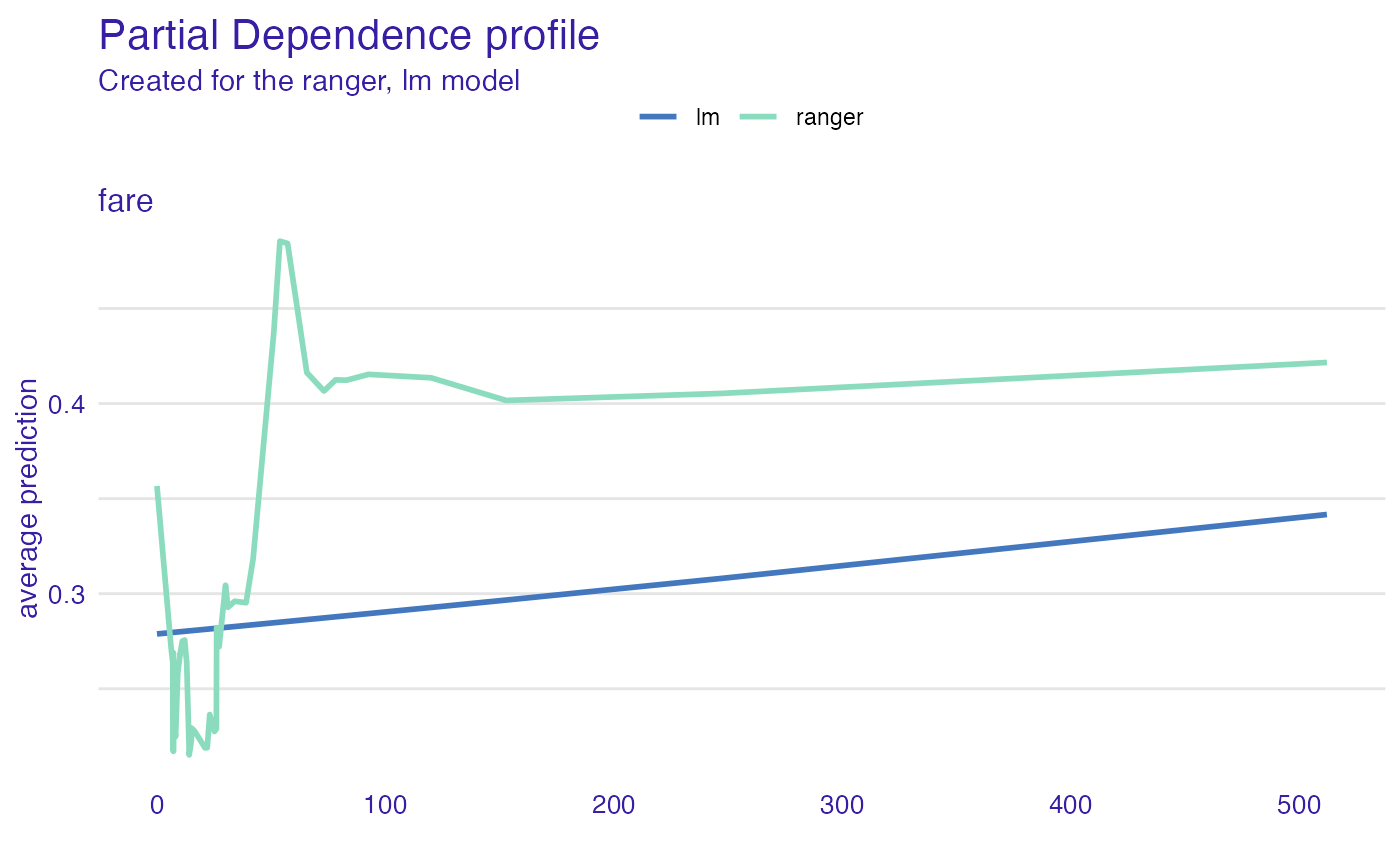 Partial Dependence profile
Created for the ranger, lm model
lm ranger
fare
average prediction
0.4
0.3
0 100 200 300 400 500